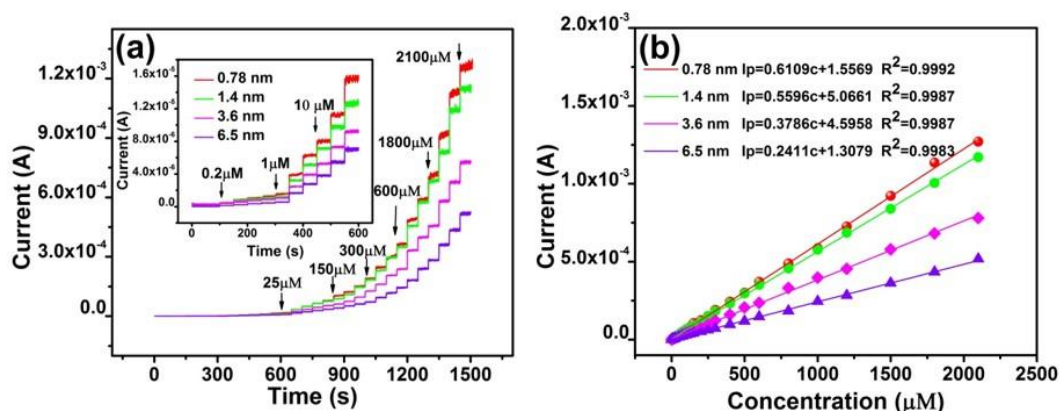 (a)
0.78 nm
1.4 nm
3.6 nm
6.5 nm
1.6x10⁻⁵
1.2x10⁻⁵
8.0x10⁻⁶
4.0x10⁻⁶
0.0
Current (A)
0.2μM
1μM
10 μM
0 200 400 600
Time (s)
1.2x10⁻³
9.0x10⁻⁴
6.0x10⁻⁴
3.0x10⁻⁴
0.0
Current (A)
25μM
150μM
300μM
600μM
1800μM
2100μM
0 300 600 900 1200 1500
Time (s)
(b)
2.0x10⁻³
1.5x10⁻³
1.0x10⁻³
5.0x10⁻⁴
0.0
Current (A)
0.78 nm Ip=0.6109c+1.5569 R²=0.9992
1.4 nm Ip=0.5596c+5.0661 R²=0.9987
3.6 nm Ip=0.3786c+4.5958 R²=0.9987
6.5 nm Ip=0.2411c+1.3079 R²=0.9983
0 500 1000 1500 2000 2500
Concentration (μM)